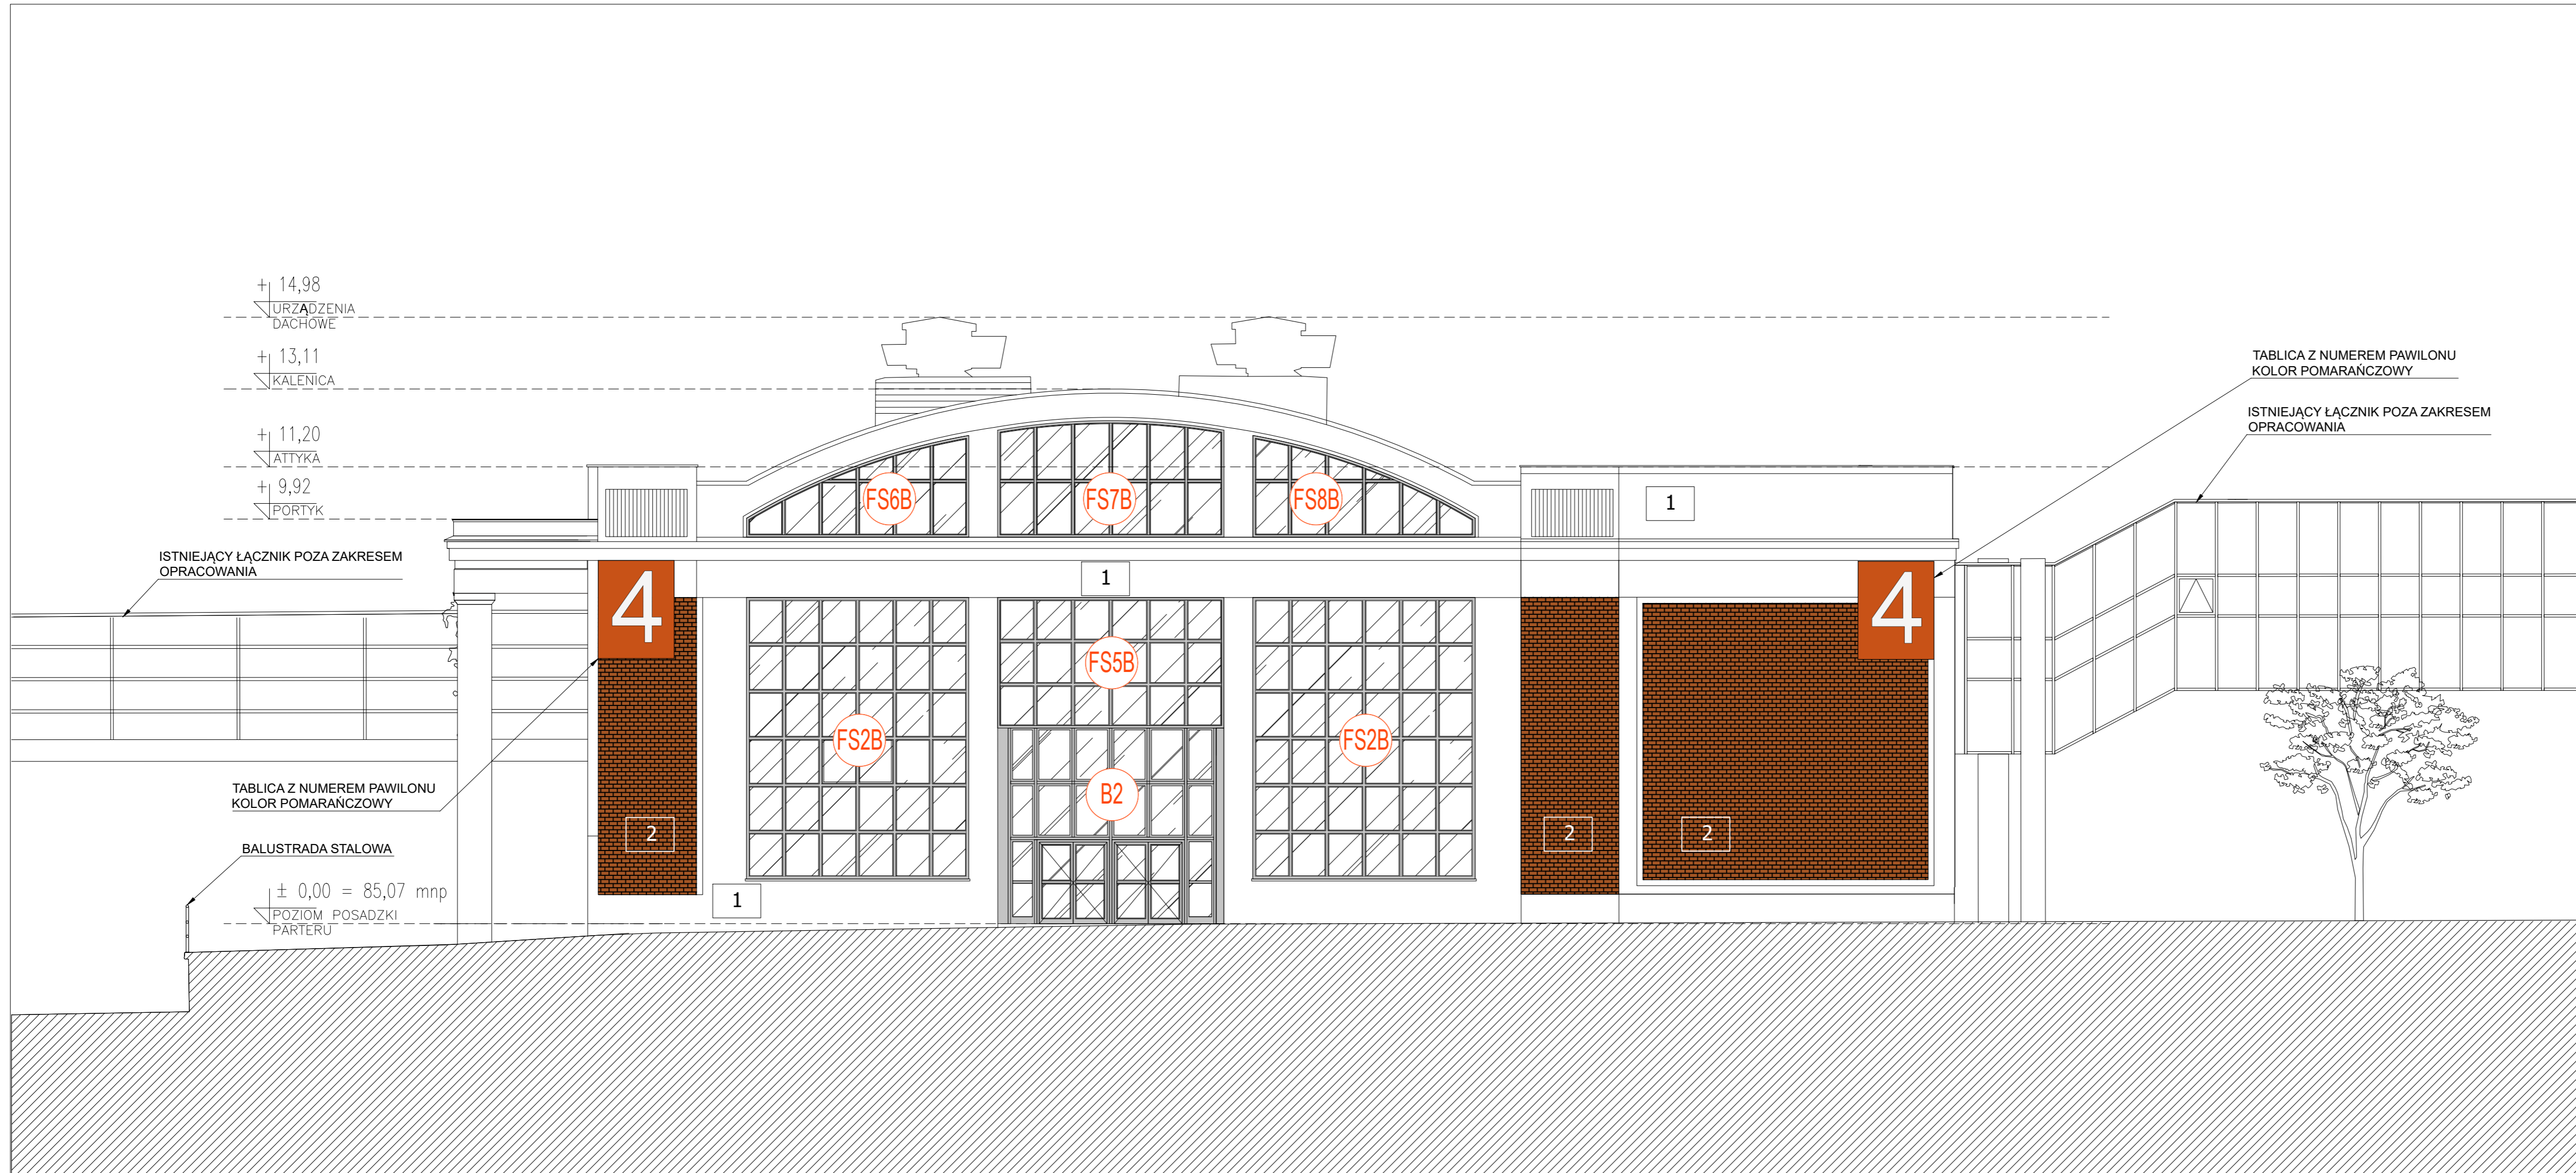 + 14,98
URZĄDZENIA
DACHOWE
+ 13,11
KALENICA
+ 11,20
ATTYKA
+ 9,92
PORTYK
ISTNIEJĄCY ŁĄCZNIK POZA ZAKRESEM
OPRACOWANIA
TABLICA Z NUMEREM PAWILONU
KOLOR POMARAŃCZOWY
BALUSTRADA STALOWA
± 0,00 = 85,07 mnp
POZIOM POSADZKI
PARTERU
4
2
1
FS6B
FS7B
FS8B
1
FS5B
FS2B
FS2B
B2
1
2
2
4
TABLICA Z NUMEREM PAWILONU
KOLOR POMARAŃCZOWY
ISTNIEJĄCY ŁĄCZNIK POZA ZAKRESEM
OPRACOWANIA